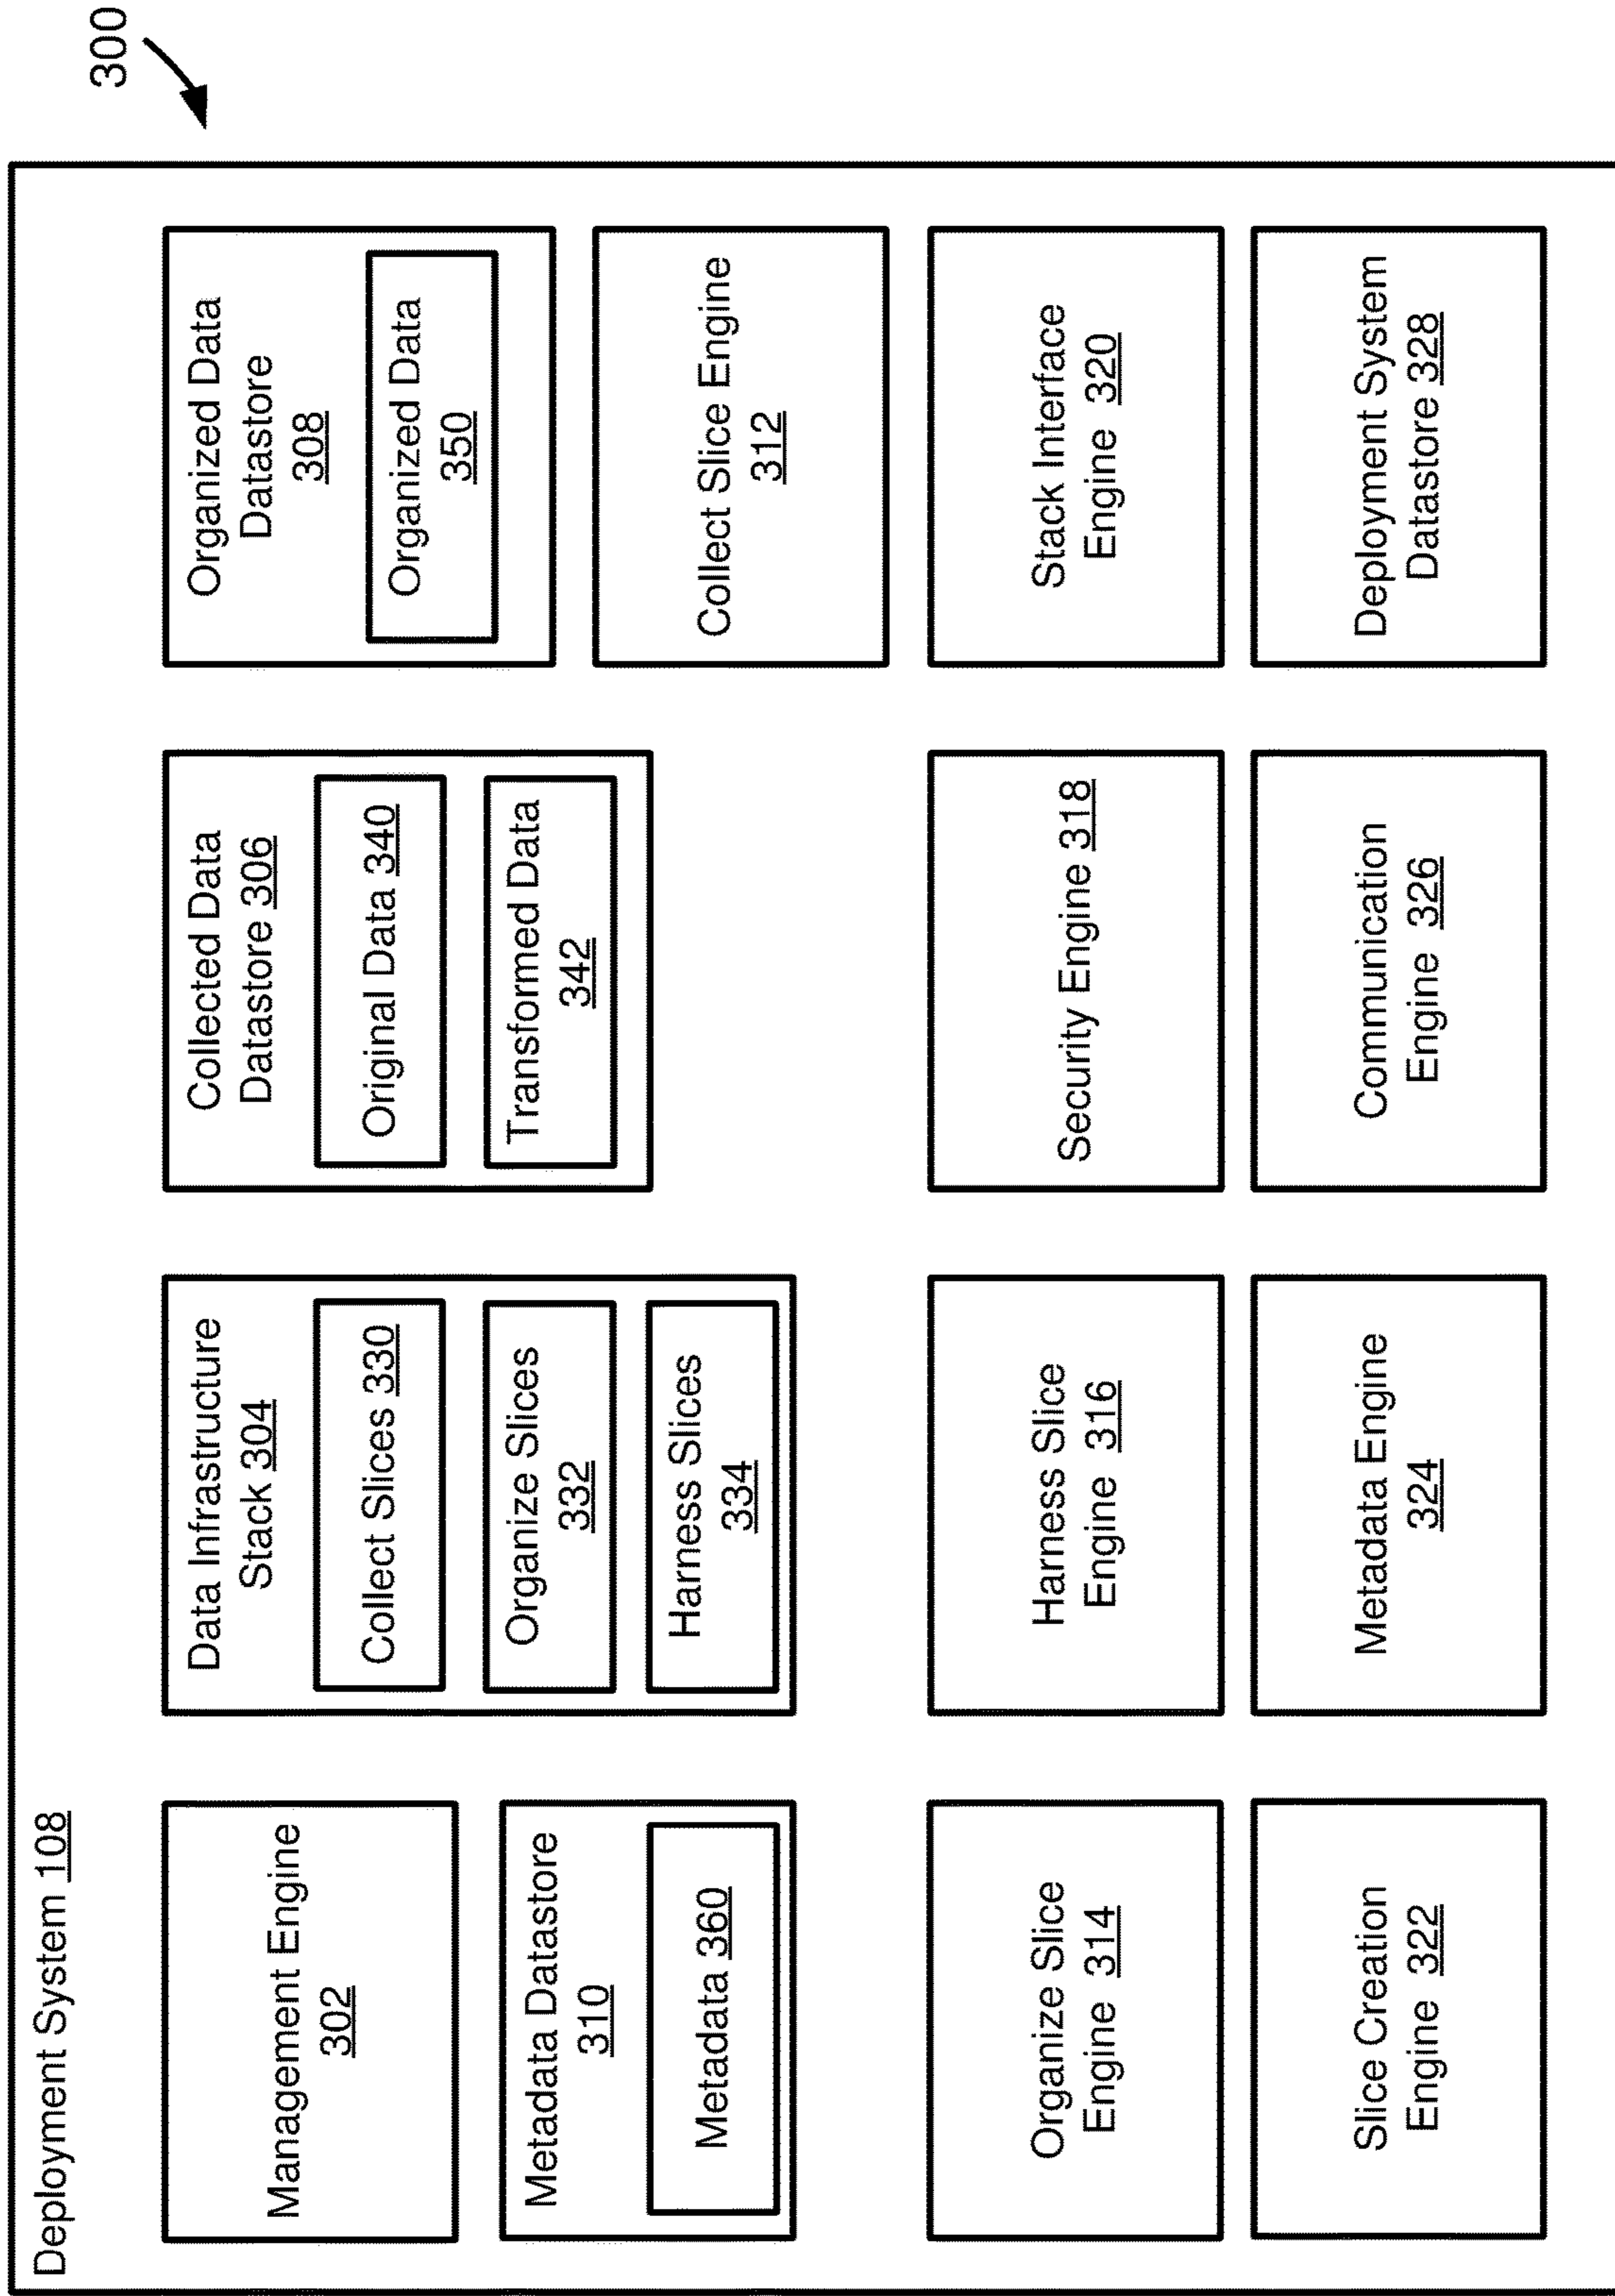 300
Deployment System 108
Management Engine
302
Data Infrastructure
Stack 304
Collect Slices 330
Organize Slices
332
Harness Slices
334
Collected Data
Datastore 306
Original Data 340
Transformed Data
342
Organized Data
Datastore
308
Organized Data
350
Metadata Datastore
310
Metadata 360
Collect Slice Engine
312
Organize Slice
Engine 314
Harness Slice
Engine 316
Security Engine 318
Stack Interface
Engine 320
Slice Creation
Engine 322
Metadata Engine
324
Communication
Engine 326
Deployment System
Datastore 328